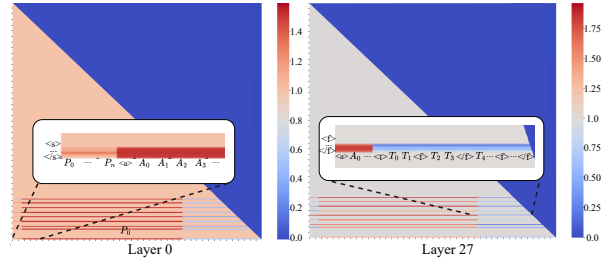 1.4
1.2
1.0
0.8
0.6
0.4
0.2
0.0
<s>
...
</s>
P₀ ... Pₙ <a> A₀ A₁ A₂ A₃ ...
P₀
Layer 0
1.75
1.50
1.25
1.00
0.75
0.50
0.25
0.00
<f>
...
</f>
<a> A₀ ... <f> T₀ T₁ <f> T₂ T₃ </f> T₄ ... <f> ... </f>
Layer 27